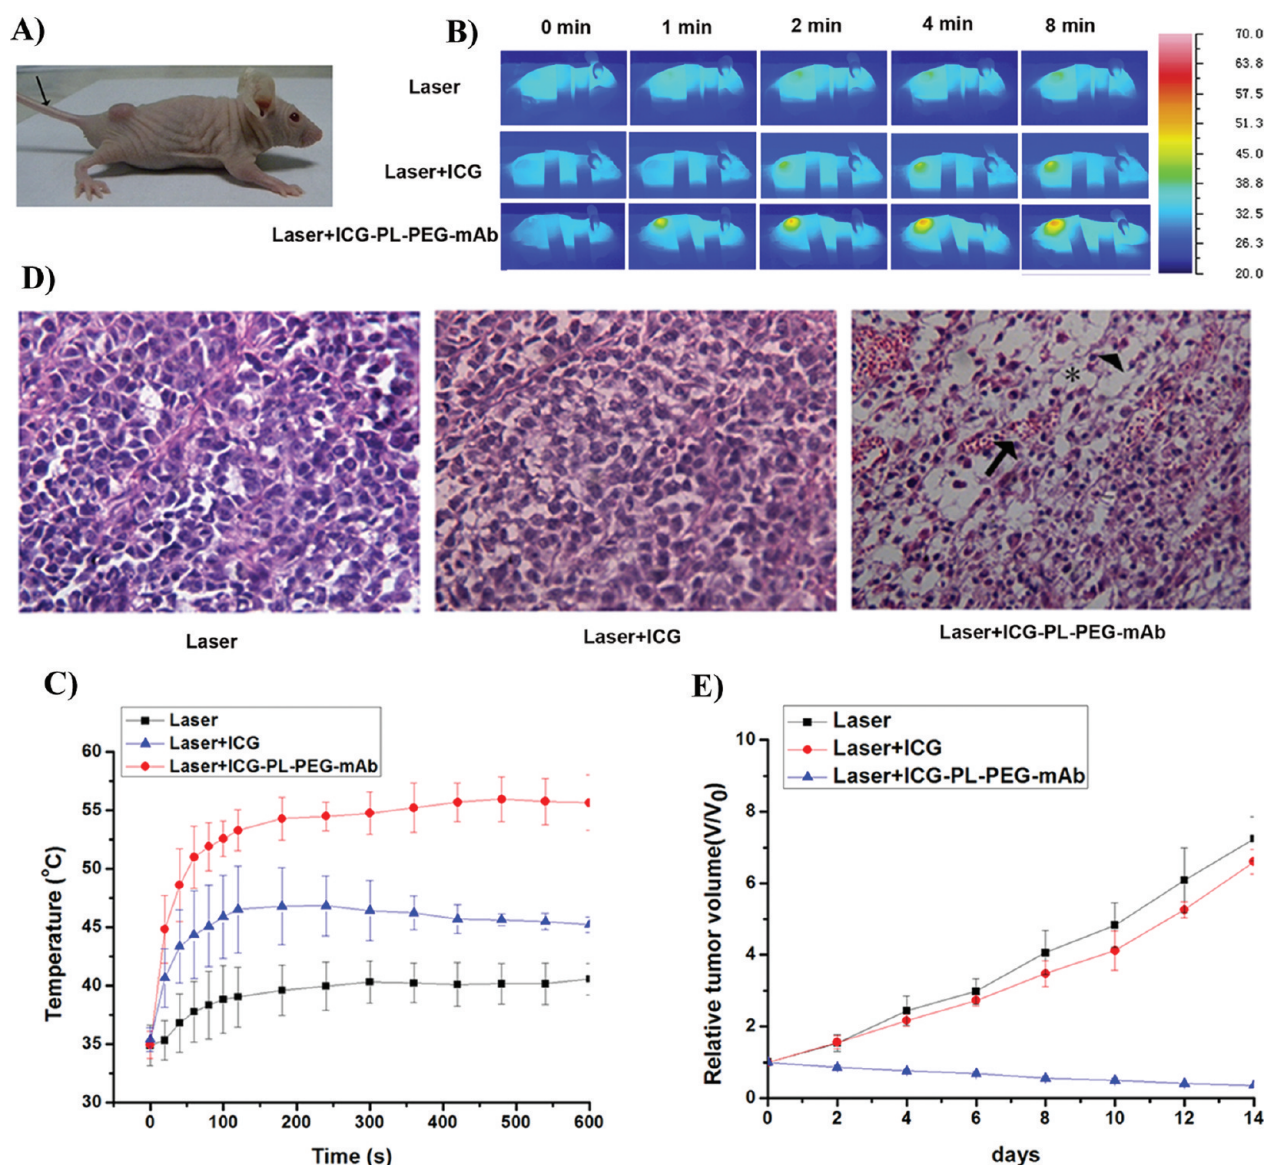 A)
B)
0 min 1 min 2 min 4 min 8 min
Laser
Laser+ICG
Laser+ICG-PL-PEG-mAb
70.0
63.8
57.5
51.3
45.0
38.8
32.5
26.3
20.0
D)
*
Laser
Laser+ICG
Laser+ICG-PL-PEG-mAb
C)
Laser
Laser+ICG
Laser+ICG-PL-PEG-mAb
Temperature (°C)
60
55
50
45
40
35
30
0 100 200 300 400 500 600
Time (s)
E)
Laser
Laser+ICG
Laser+ICG-PL-PEG-mAb
Relative tumor volume(V/V0)
10
8
6
4
2
0
0 2 4 6 8 10 12 14
days